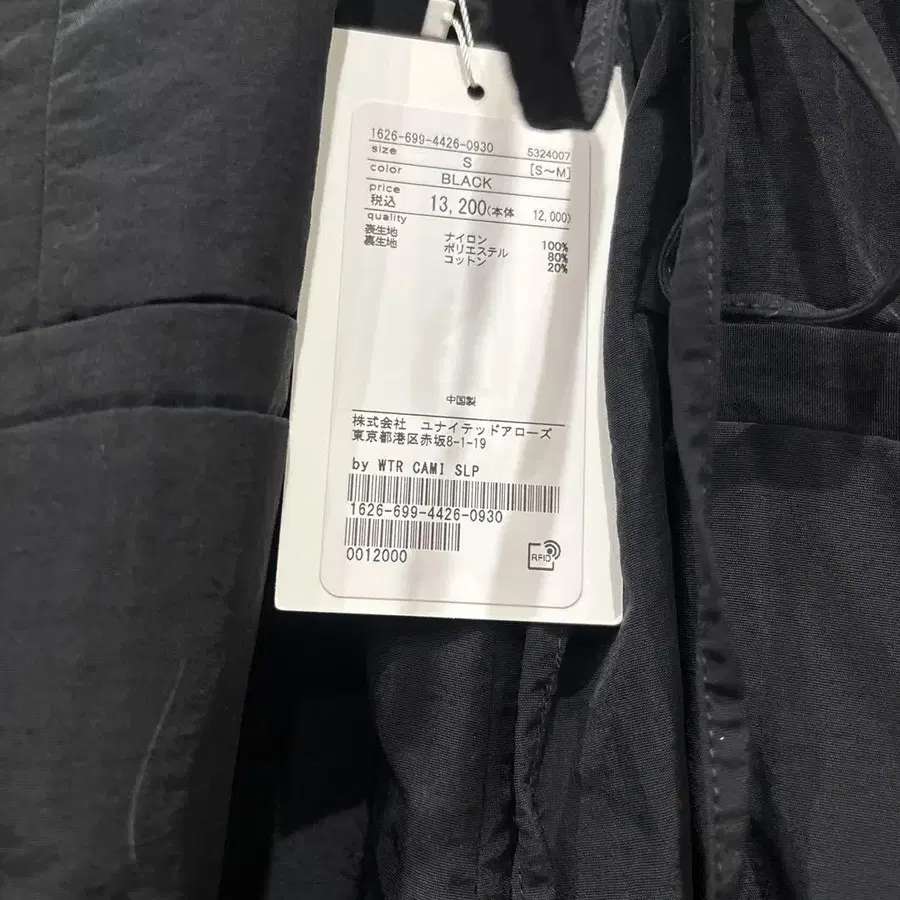 1626-699-4426-0930
size S 5324007
color BLACK [S~M]
price
税込 13,200(本体 12,000)
quality
表生地 ナイロン 100%
裏生地 ポリエステル 80%
コットン 20%
中国製
株式会社 ユナイテッドアローズ
東京都港区赤坂8-1-19
by WTR CAMI SLP
1626-699-4426-0930
0012000
RFID